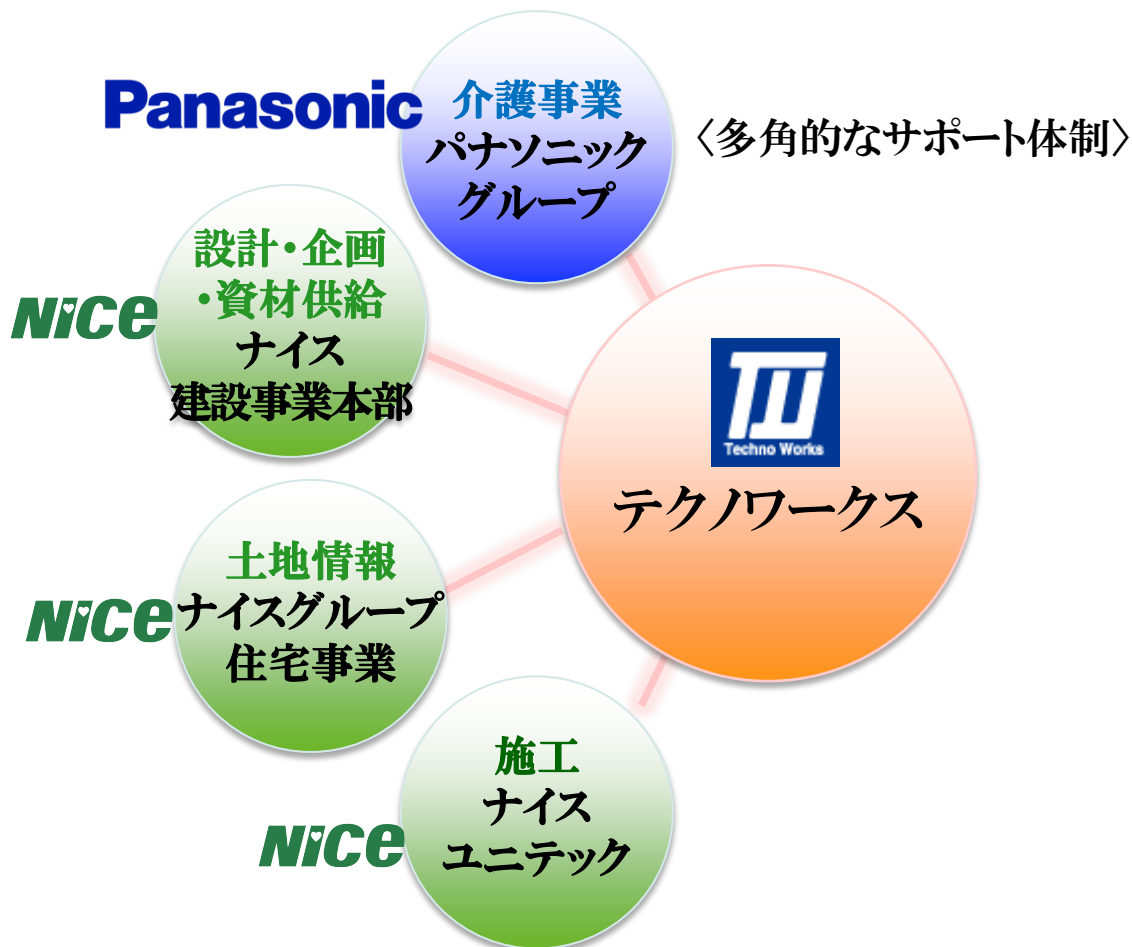 Panasonic
介護事業
パナソニック
グループ
〈多角的なサポート体制〉
設計・企画
・資材供給
ナイス
建設事業本部
NICE
TW
Techno Works
テクノワークス
土地情報
ナイスグループ
住宅事業
NICE
施工
ナイス
ユニテック
NICE